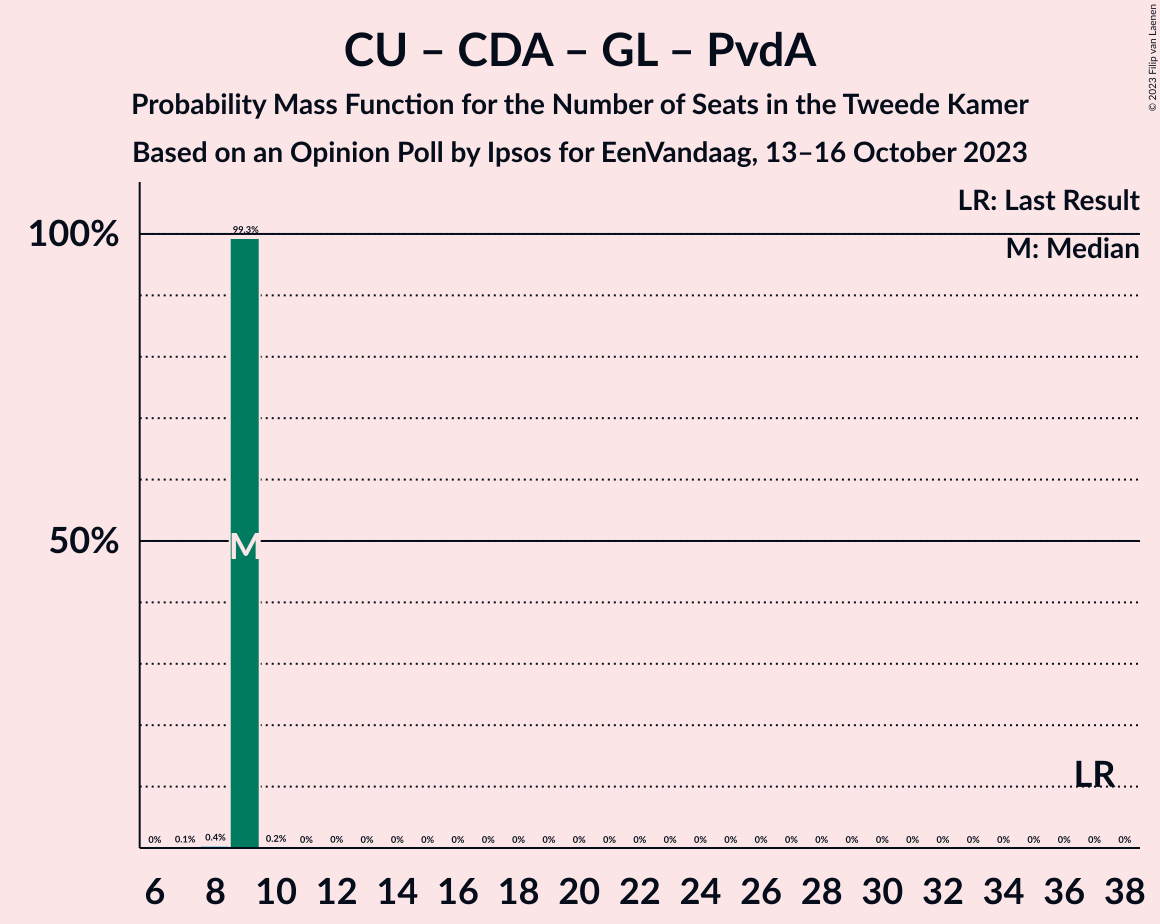 CU – CDA – GL – PvdA
Probability Mass Function for the Number of Seats in the Tweede Kamer
Based on an Opinion Poll by Ipsos for EenVandaag, 13–16 October 2023
© 2023 Filip van Laenen
LR: Last Result
M: Median
100%
50%
99.3%
M
LR
0% 0.1% 0.4% 0.2% 0% 0% 0% 0% 0% 0% 0% 0% 0% 0% 0% 0% 0% 0% 0% 0% 0% 0% 0% 0% 0% 0% 0% 0% 0% 0% 0% 0%
6 8 10 12 14 16 18 20 22 24 26 28 30 32 34 36 38